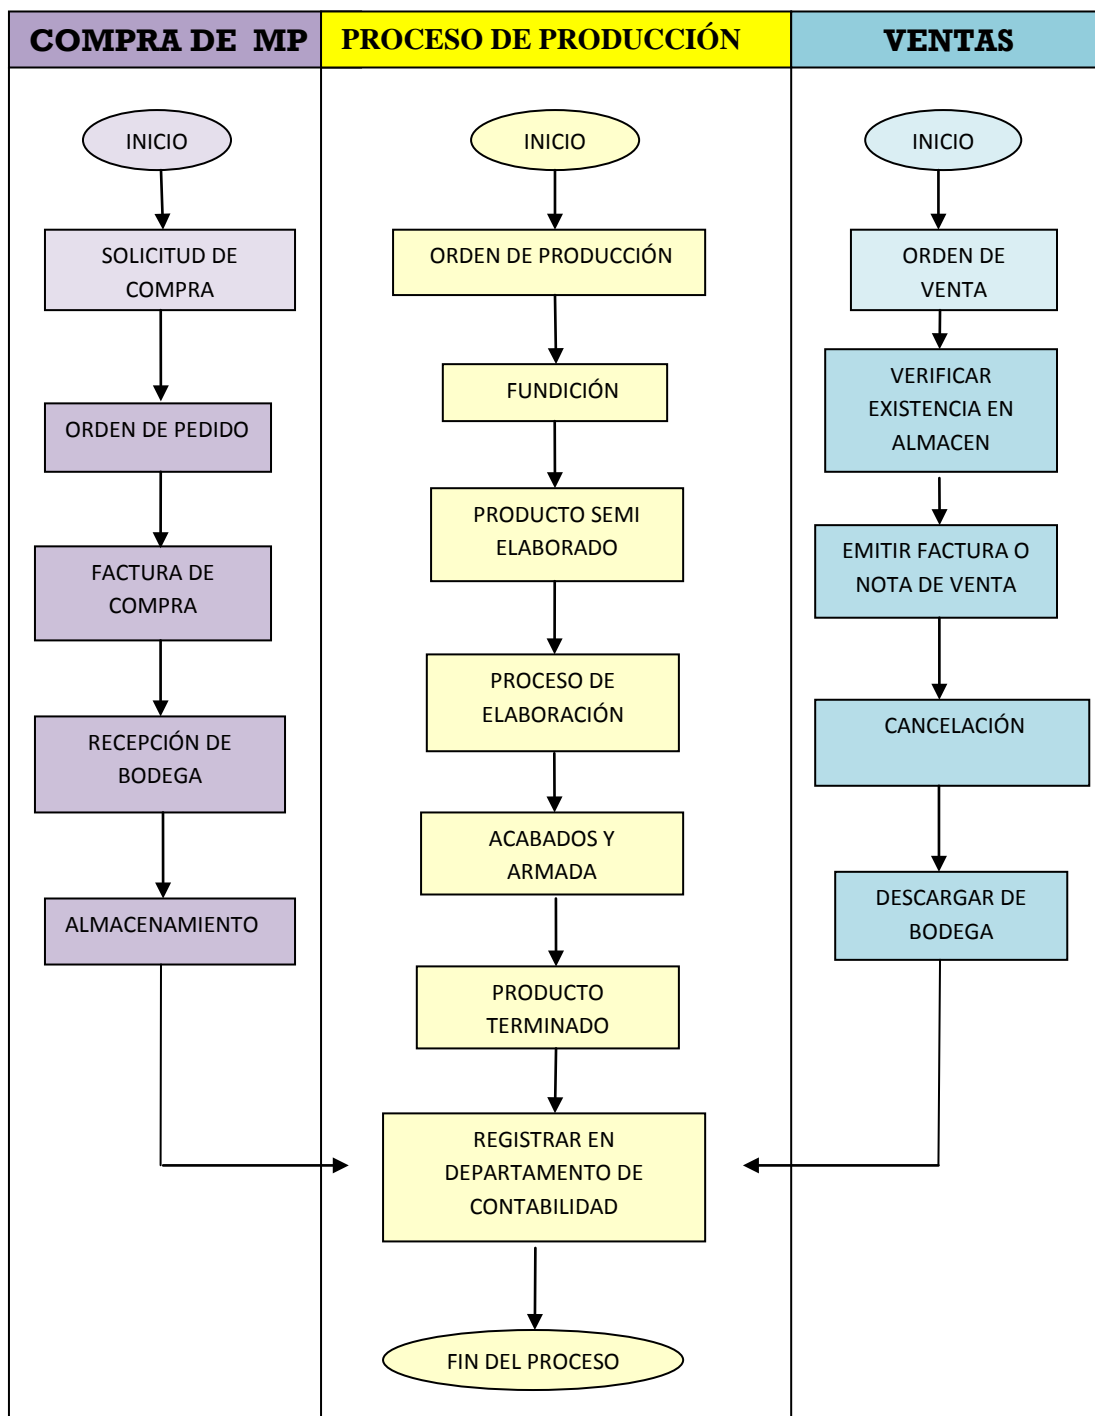 COMPRA DE MP
PROCESO DE PRODUCCIÓN
VENTAS
INICIO
SOLICITUD DE
COMPRA
ORDEN DE PEDIDO
FACTURA DE
COMPRA
RECEPCIÓN DE
BODEGA
ALMACENAMIENTO
INICIO
ORDEN DE PRODUCCIÓN
FUNDICIÓN
PRODUCTO SEMI
ELABORADO
PROCESO DE
ELABORACIÓN
ACABADOS Y
ARMADA
PRODUCTO
TERMINADO
REGISTRAR EN
DEPARTAMENTO DE
CONTABILIDAD
FIN DEL PROCESO
INICIO
ORDEN DE
VENTA
VERIFICAR
EXISTENCIA EN
ALMACEN
EMITIR FACTURA O
NOTA DE VENTA
CANCELACIÓN
DESCARGAR DE
BODEGA